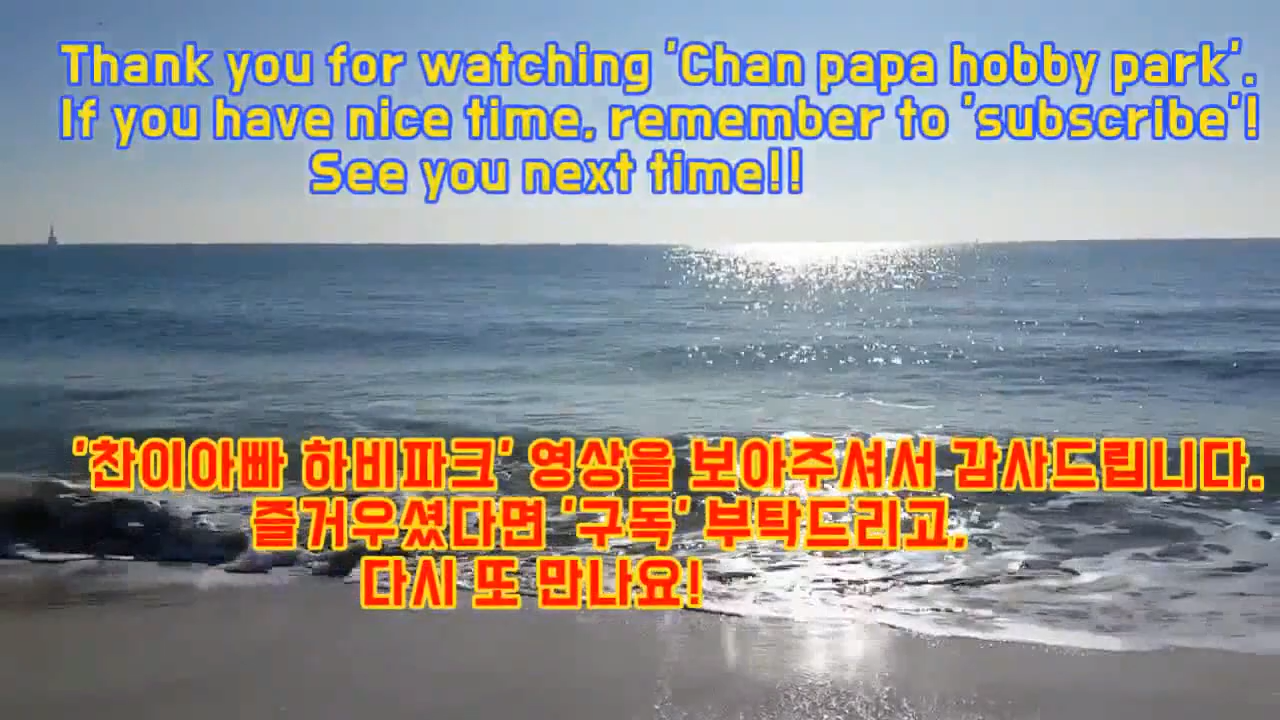 Thank you for watching 'Chan papa hobby park'.
If you have nice time, remember to 'subscribe'!
See you next time!!
'찬이아빠 하비파크' 영상을 보아주셔서 감사드립니다.
즐거우셨다면 '구독' 부탁드리고,
다시 또 만나요!